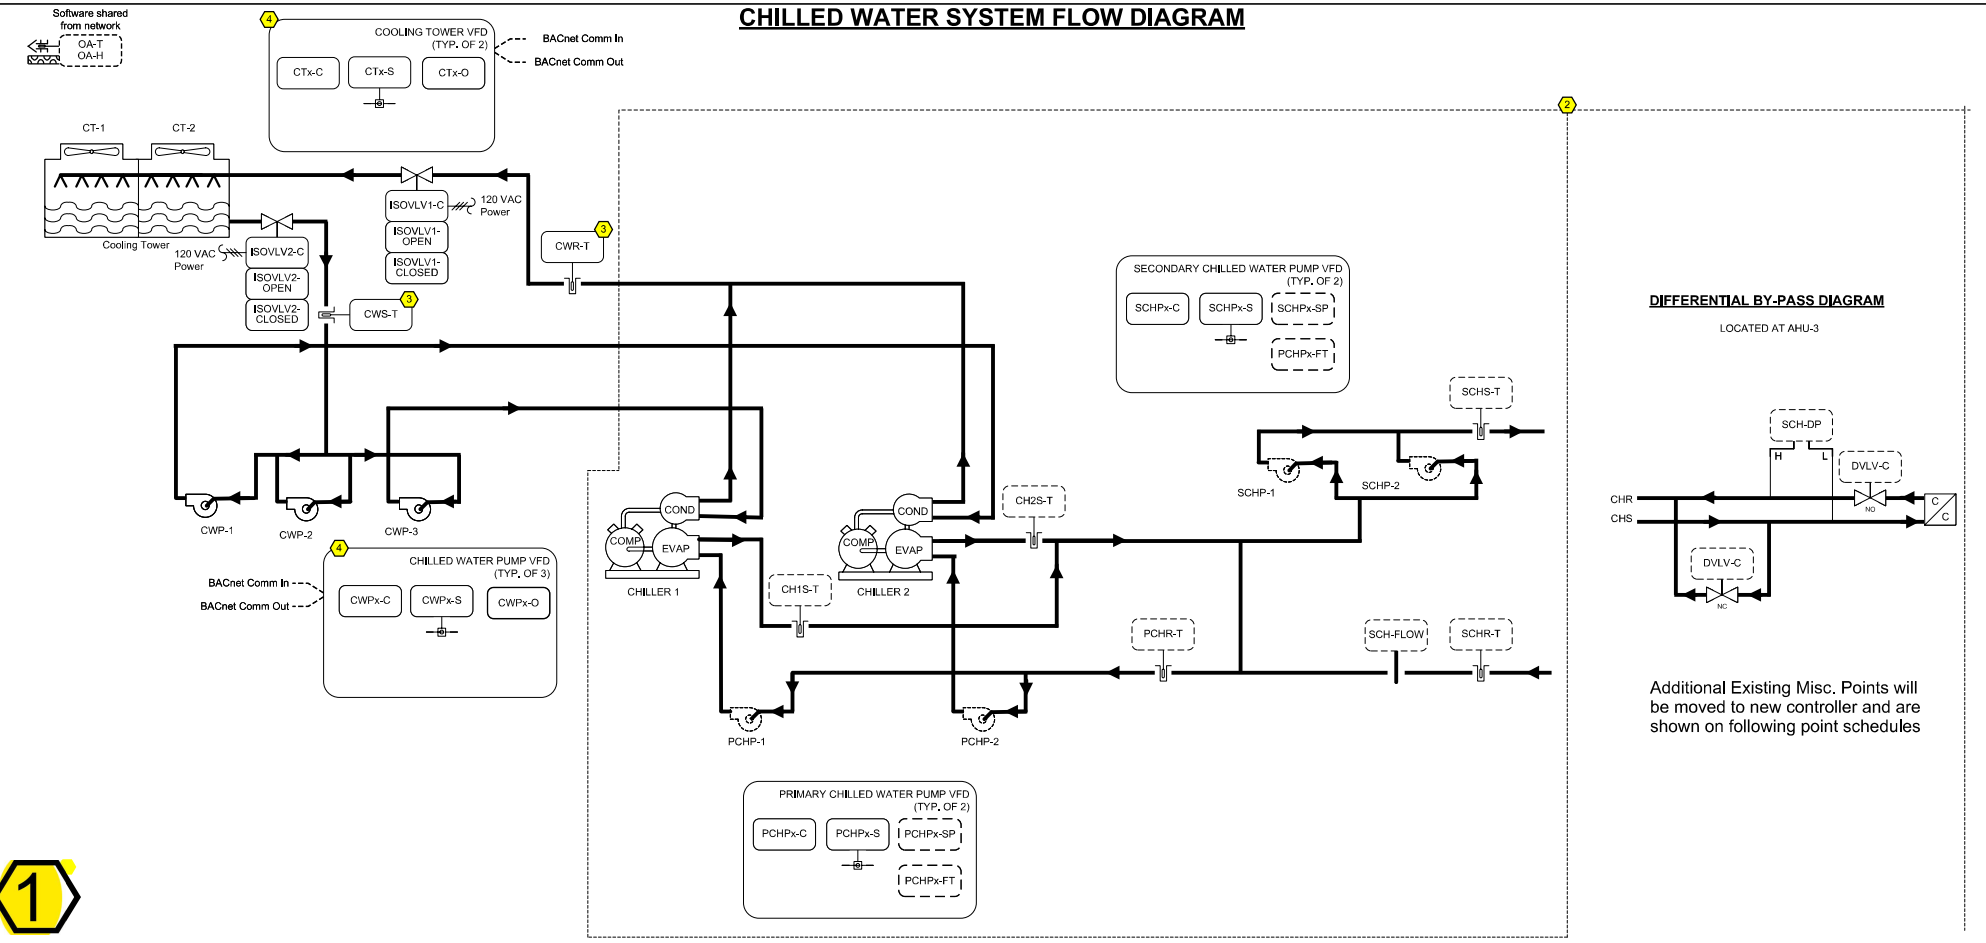 CHILLED WATER SYSTEM FLOW DIAGRAM
Software shared
from network
OA-T
OA-H
4
COOLING TOWER VFD
(TYP. OF 2)
CTx-C
CTx-S
CTx-O
BACnet Comm In
BACnet Comm Out
2
CT-1
CT-2
Cooling Tower
ISOVLV1-C
120 VAC
Power
ISOVLV1-
OPEN
ISOVLV1-
CLOSED
120 VAC
Power
ISOVLV2-C
ISOVLV2-
OPEN
ISOVLV2-
CLOSED
3
CWR-T
3
CWS-T
SECONDARY CHILLED WATER PUMP VFD
(TYP. OF 2)
SCHPx-C
SCHPx-S
SCHPx-SP
PCHPx-FT
DIFFERENTIAL BY-PASS DIAGRAM
LOCATED AT AHU-3
SCHS-T
SCH-DP
H
L
DVLV-C
NO
CHR
CHS
C
C
DVLV-C
NC
SCHP-1
SCHP-2
CWP-1
CWP-2
CWP-3
COND
COMP
EVAP
CHILLER 1
COND
COMP
EVAP
CHILLER 2
CH2S-T
CH1S-T
4
CHILLED WATER PUMP VFD
(TYP. OF 3)
BACnet Comm In
BACnet Comm Out
CWPx-C
CWPx-S
CWPx-O
PCHR-T
SCH-FLOW
SCHR-T
PCHP-1
PCHP-2
Additional Existing Misc. Points will
be moved to new controller and are
shown on following point schedules
PRIMARY CHILLED WATER PUMP VFD
(TYP. OF 2)
PCHPx-C
PCHPx-S
PCHPx-SP
PCHPx-FT
1